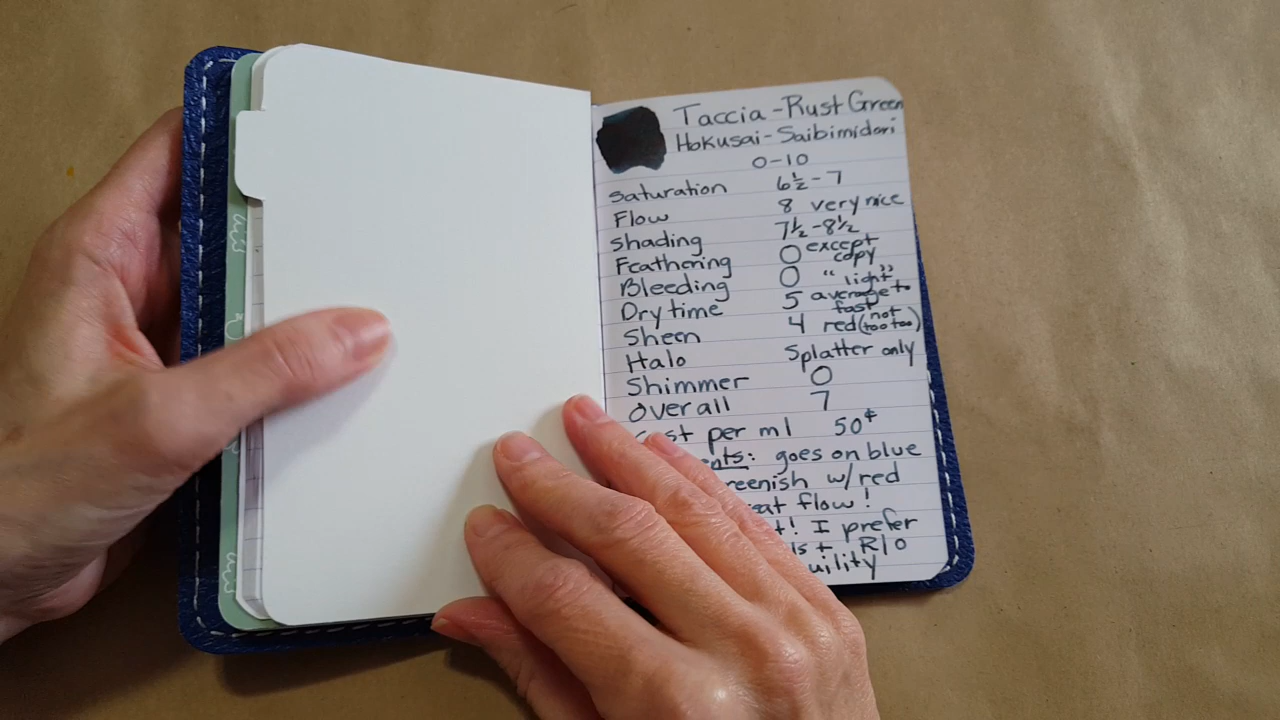 Taccia - Rust Green
Hokusai - Saibimidori
0-10
Saturation 6½ - 7
Flow 8 very nice
Shading 7½ - 8½
Feathering 0 except copy
Bleeding 0 " light"
Dry time 5 average to fast
Sheen 4 red (not too too)
Halo Splatter only
Shimmer 0
Overall 7
per ml 50¢
: goes on blue
w/ red
flow!
! I prefer
+ R/O